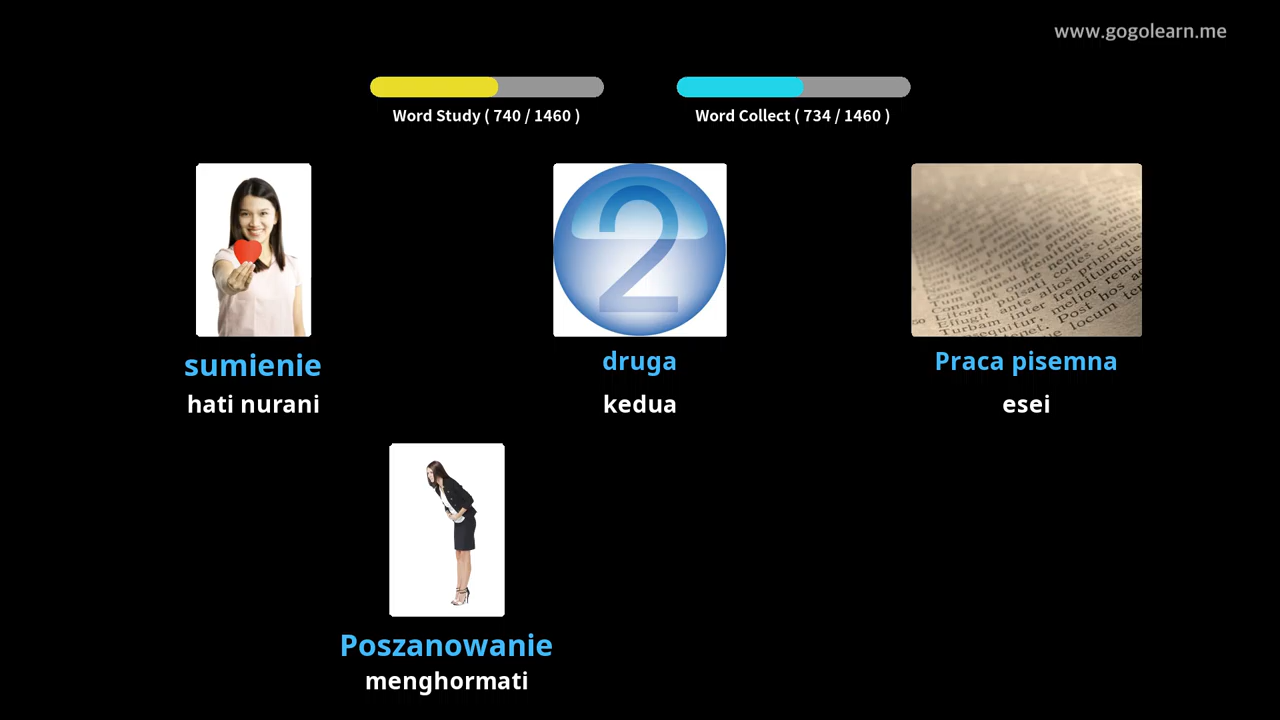 www.gogolearn.me
Word Study ( 740 / 1460 )
Word Collect ( 734 / 1460 )
2
sumienie
hati nurani
druga
kedua
Praca pisemna
esei
Poszanowanie
menghormati